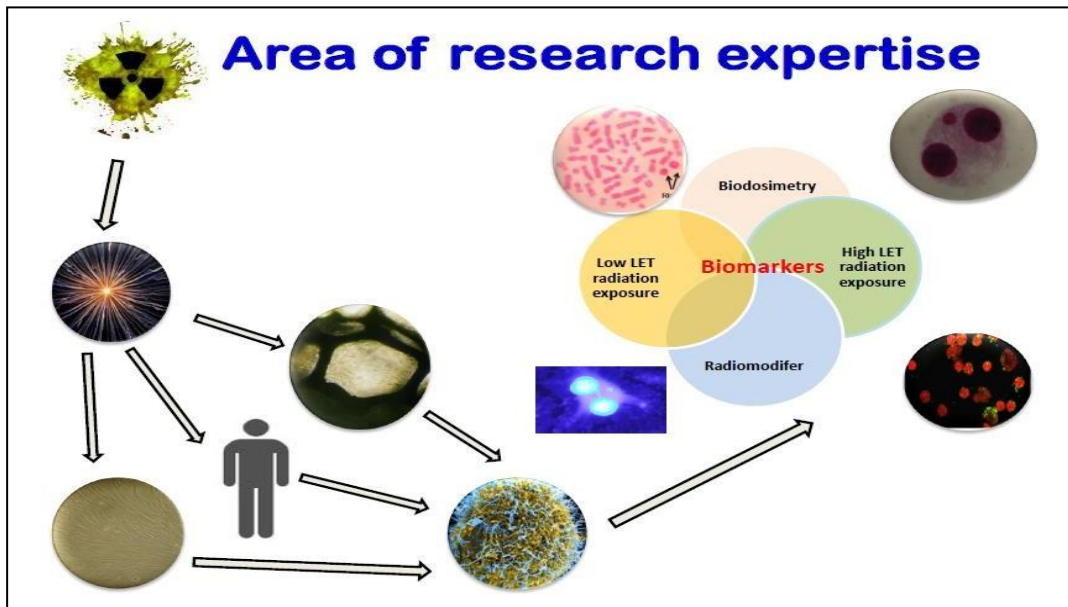 Area of research expertise
Biodosimetry
Low LET
radiation
exposure
Biomarkers
High LET
radiation
exposure
Radiomodifer